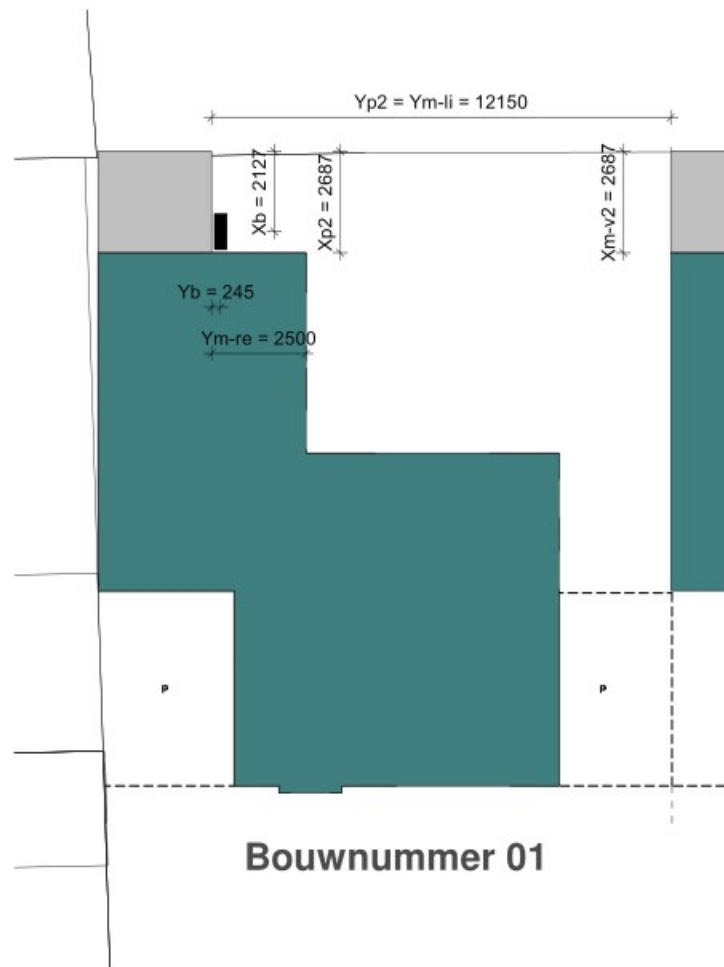 Yp2 = Ym-li = 12150
Xb = 2127
Xp2 = 2687
Xm-v2 = 2687
Yb = 245
Ym-re = 2500
P
P
Bouwnummer 01